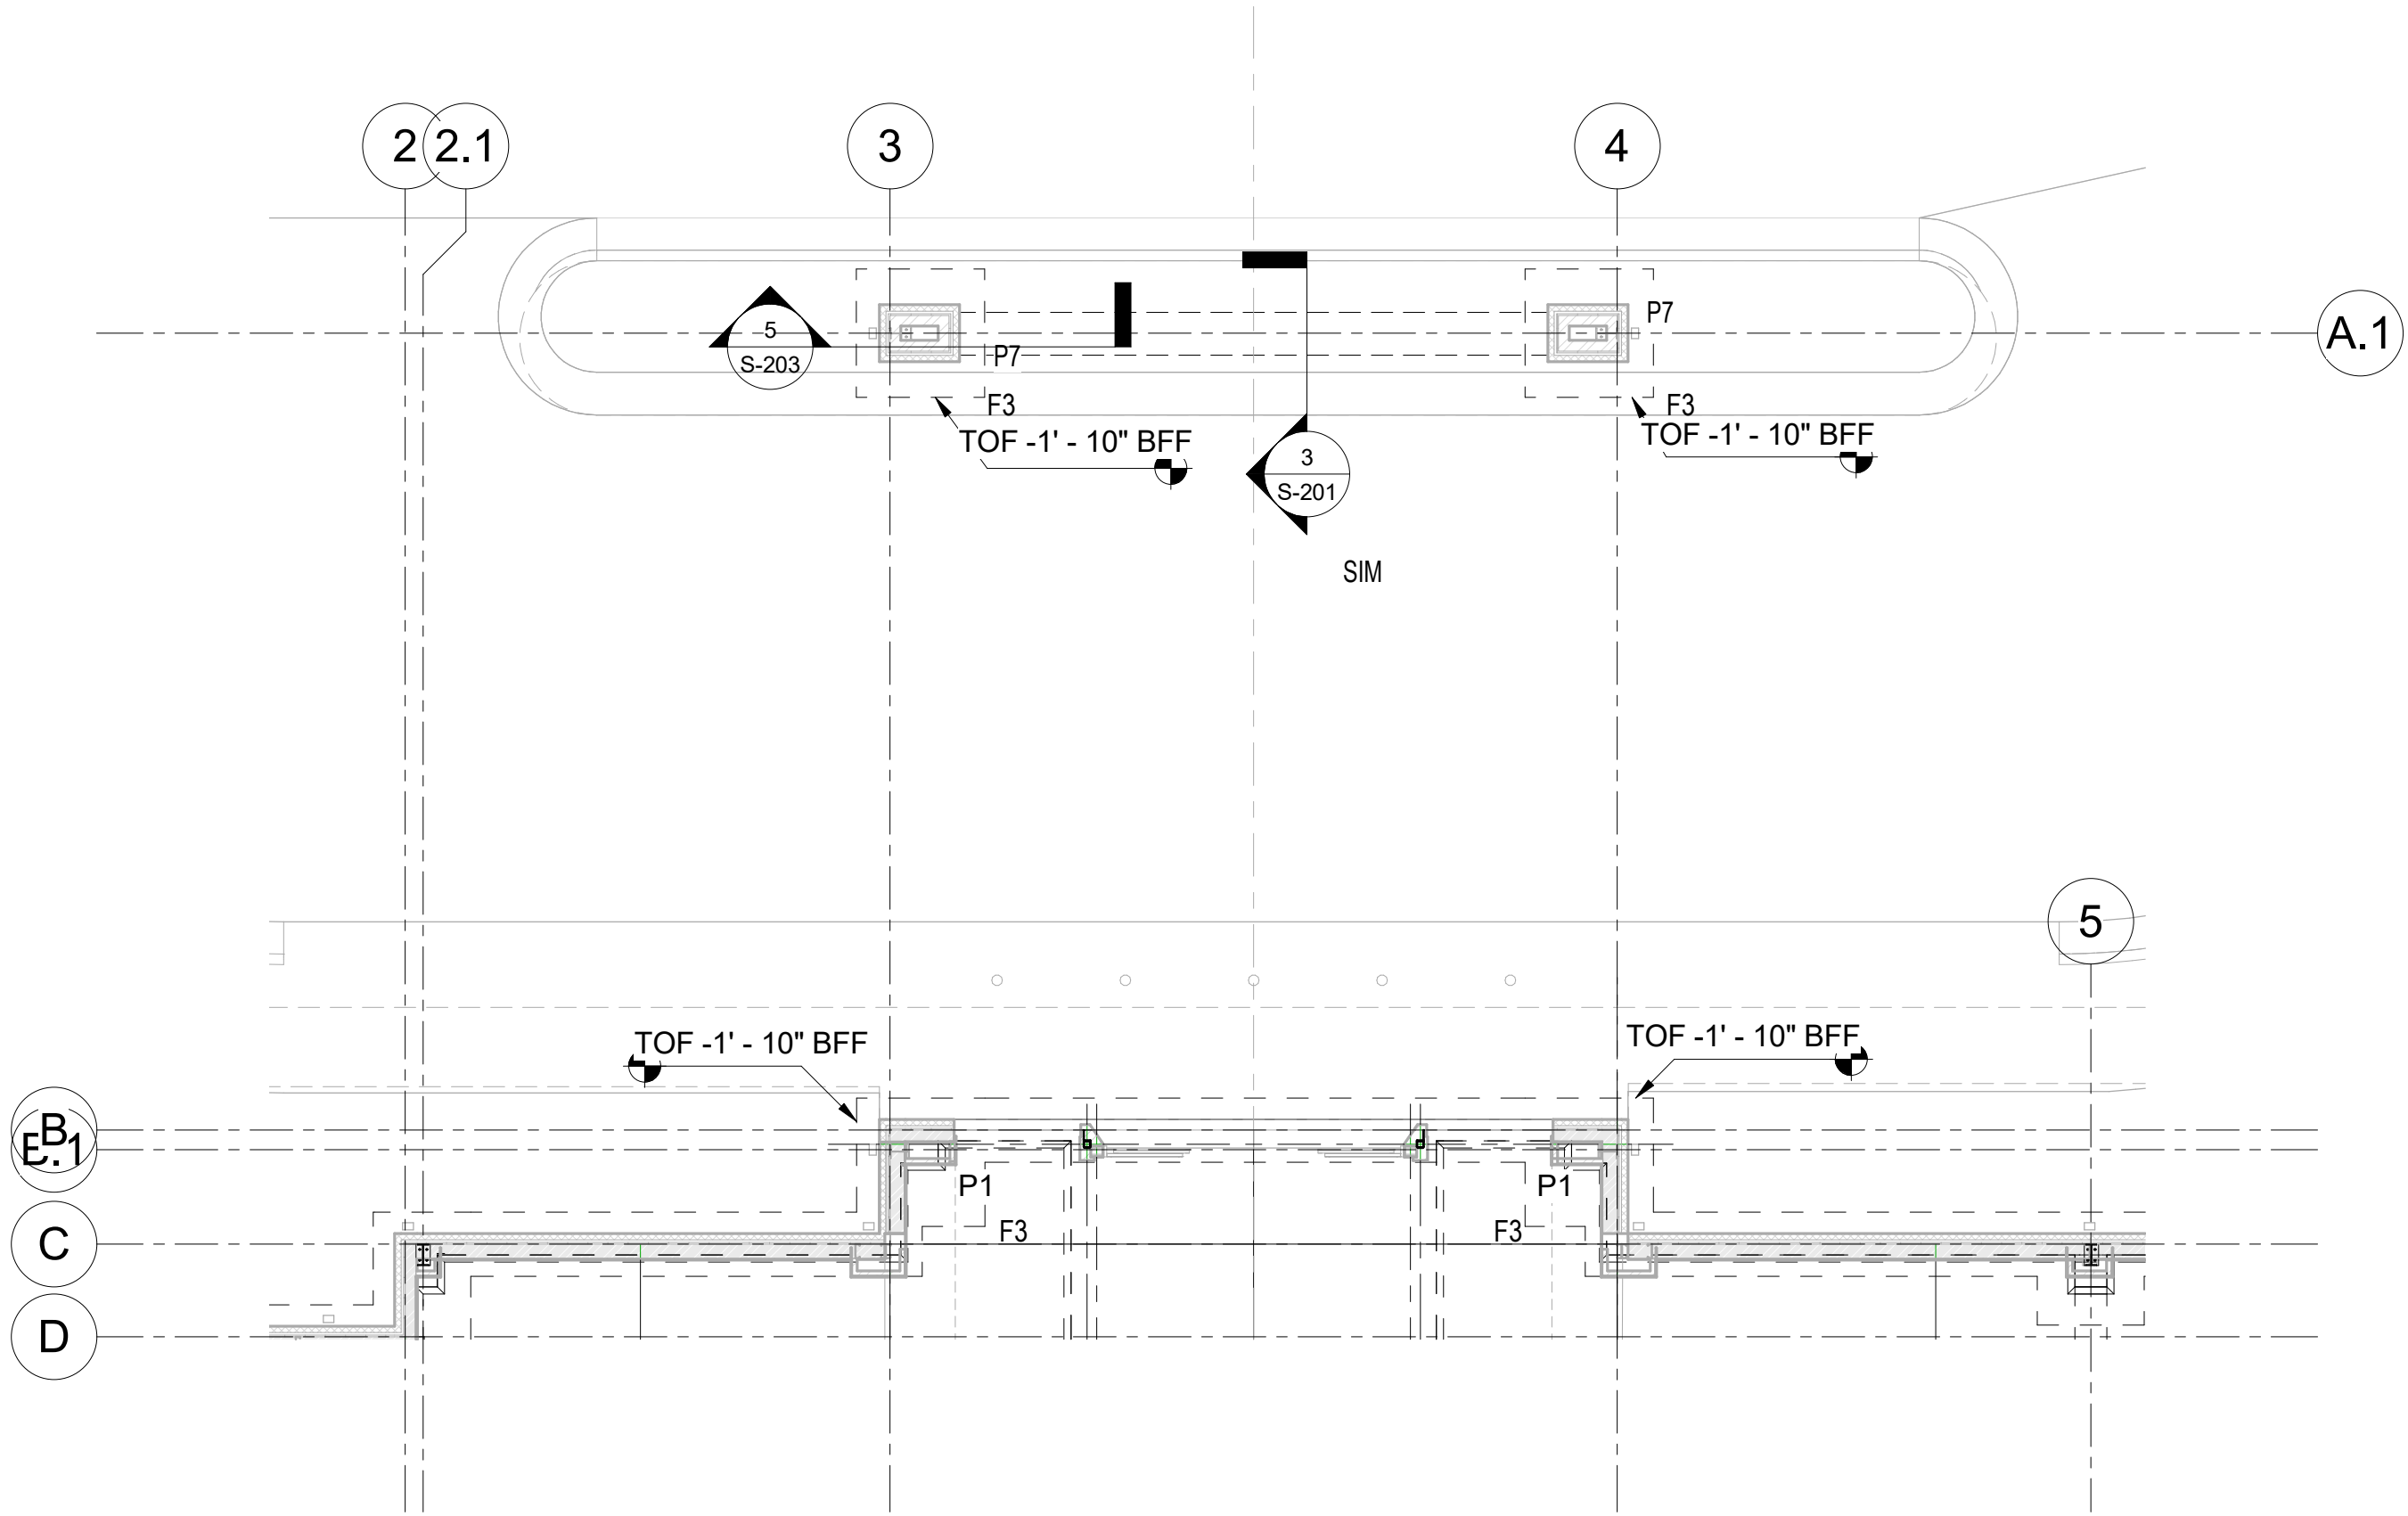 2
2.1
3
4
5
S-203
P7
P7
A.1
F3
TOF -1' - 10" BFF
F3
TOF -1' - 10" BFF
3
S-201
SIM
5
TOF -1' - 10" BFF
TOF -1' - 10" BFF
B
B.1
P1
P1
F3
F3
C
D